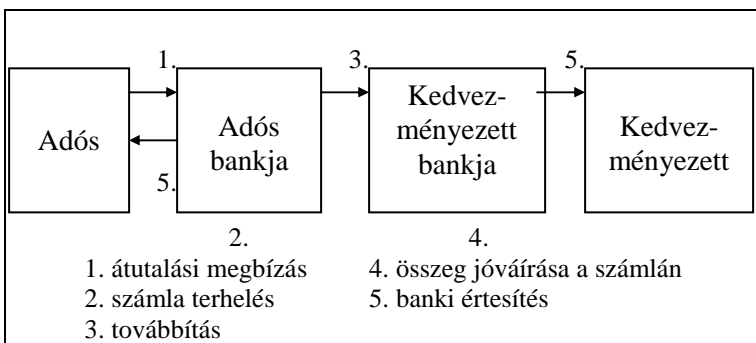 1.
3.
5.
Adós
Adós
bankja
Kedvez-
ményezett
bankja
Kedvez-
ményezett
5.
2.
4.
1. átutalási megbízás
2. számla terhelés
3. továbbítás
4. összeg jóváírása a számlán
5. banki értesítés